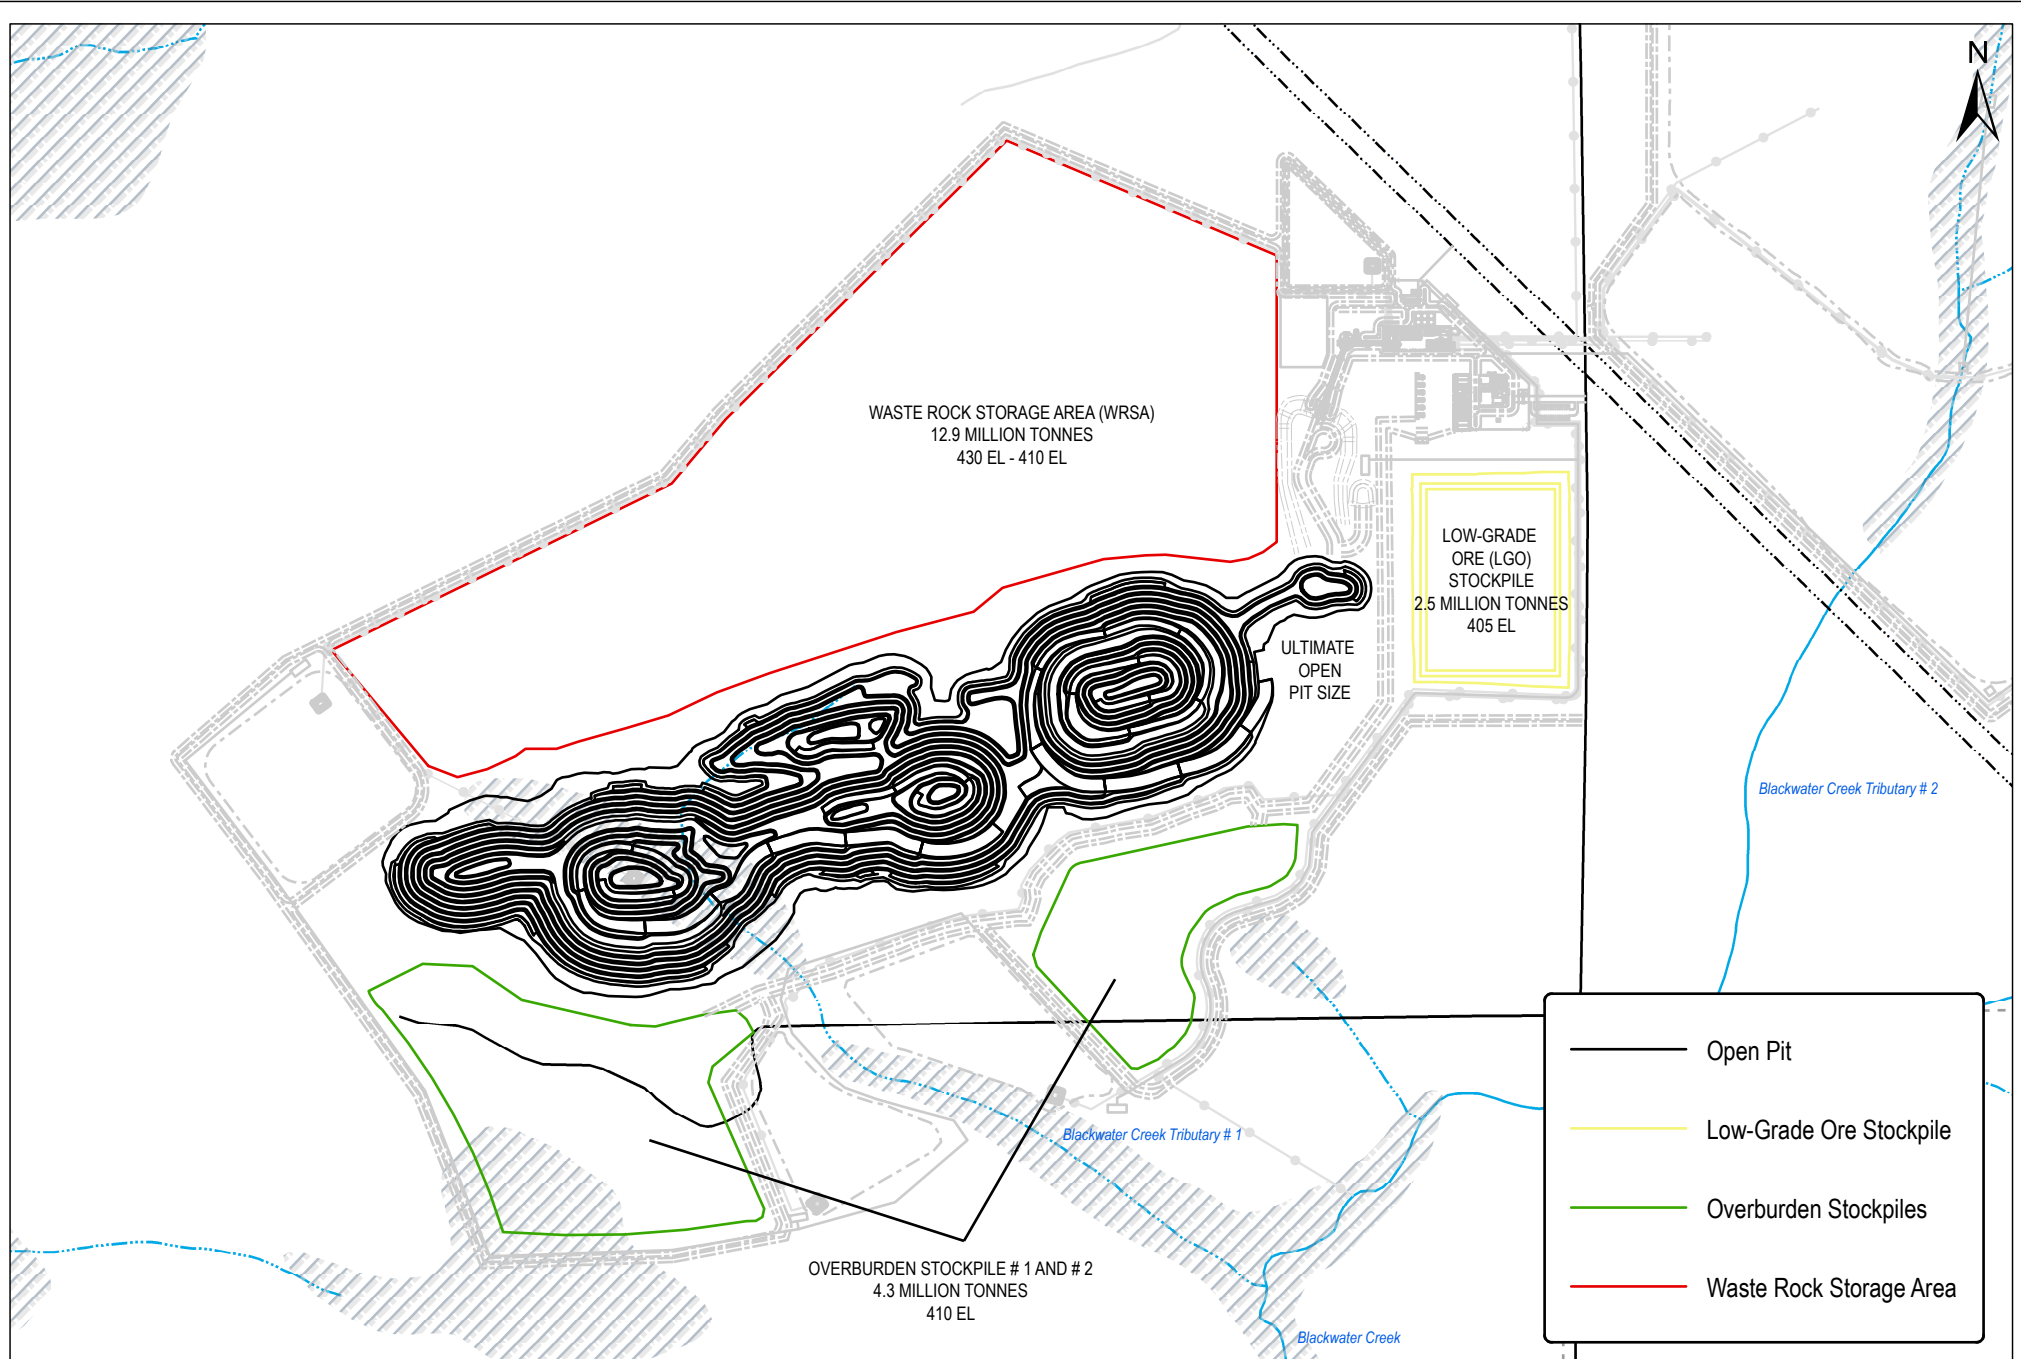 N
WASTE ROCK STORAGE AREA (WRSA)
12.9 MILLION TONNES
430 EL - 410 EL
LOW-GRADE
ORE (LGO)
STOCKPILE
2.5 MILLION TONNES
405 EL
ULTIMATE
OPEN
PIT SIZE
Blackwater Creek Tributary # 2
Blackwater Creek Tributary # 1
OVERBURDEN STOCKPILE # 1 AND # 2
4.3 MILLION TONNES
410 EL
Blackwater Creek
Open Pit
Low-Grade Ore Stockpile
Overburden Stockpiles
Waste Rock Storage Area